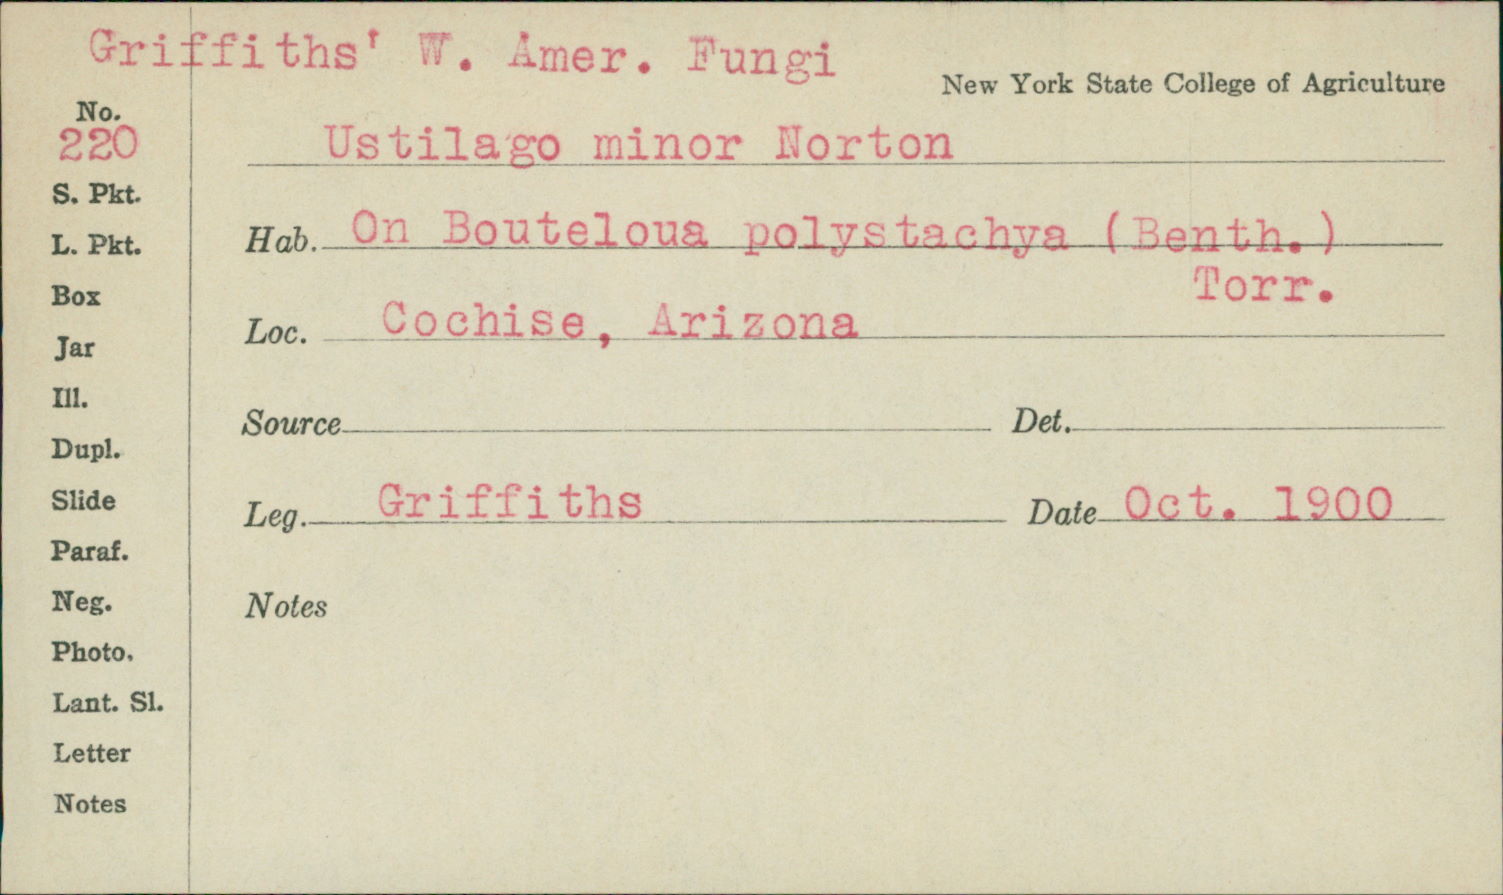 Griffiths' W. Amer. Fungi
New York State College of Agriculture
No.
220
Ustilago minor Norton
S. Pkt.
Hab. On Bouteloua polystachya (Benth.)
Torr.
L. Pkt.
Box
Loc. Cochise, Arizona
Jar
Ill.
Source Det.
Dupl.
Slide
Leg. Griffiths Date Oct. 1900
Paraf.
Neg.
Notes
Photo.
Lant. Sl.
Letter
Notes